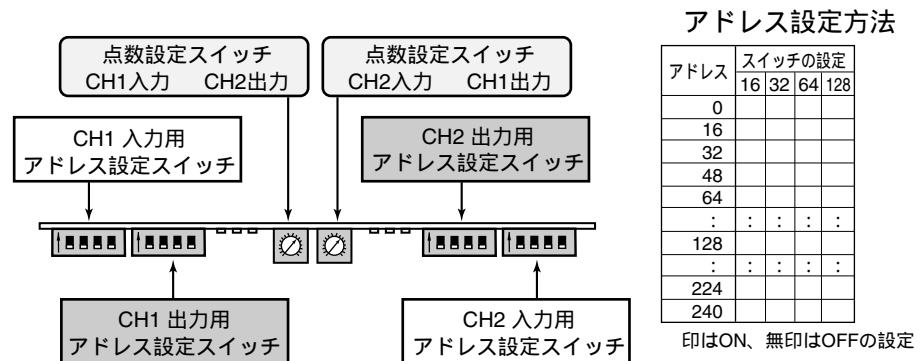 点数設定スイッチ
CH1入力 CH2出力
点数設定スイッチ
CH2入力 CH1出力
CH1 入力用
アドレス設定スイッチ
CH2 出力用
アドレス設定スイッチ
CH1 出力用
アドレス設定スイッチ
CH2 入力用
アドレス設定スイッチ
アドレス設定方法
アドレス スイッチの設定
16 32 64 128
0
16
32
48
64
: : : : :
128
: : : : :
224
240
印はON、無印はOFFの設定